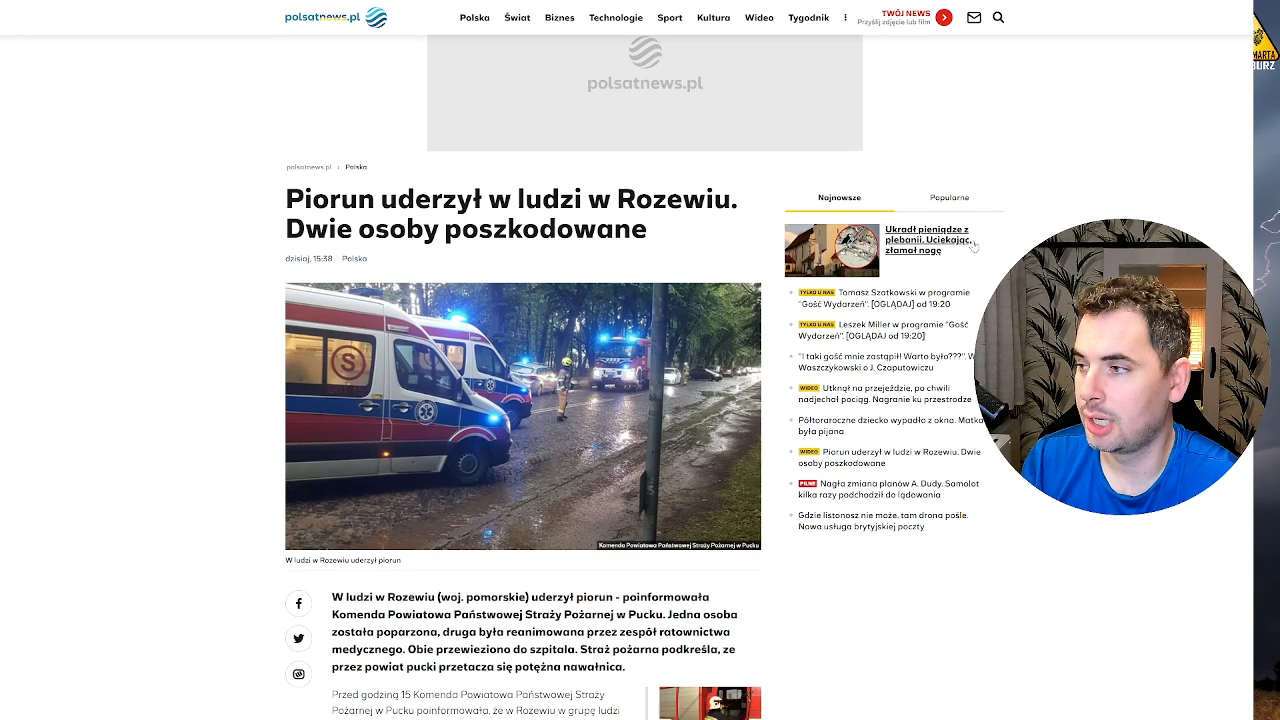 polsatnews.pl
Polska
Świat
Biznes
Technologie
Sport
Kultura
Wideo
Tygodnik
TWÓJ NEWS
Przyślij zdjęcie lub film
MARTA
BURZ
polsatnews.pl
polsatnews.pl › Polska
Piorun uderzył w ludzi w Rozewiu.
Dwie osoby poszkodowane
dzisiaj, 15:38 Polska
S
Komenda Powiatowa Państwowej Straży Pożarnej w Pucku
W ludzi w Rozewiu uderzył piorun
W ludzi w Rozewiu (woj. pomorskie) uderzył piorun - poinformowała
Komenda Powiatowa Państwowej Straży Pożarnej w Pucku. Jedna osoba
została poparzona, druga była reanimowana przez zespół ratownictwa
medycznego. Obie przewieziono do szpitala. Straż pożarna podkreśla, ze
przez powiat pucki przetacza się potężna nawałnica.
Przed godziną 15 Komenda Powiatowa Państwowej Straży
Pożarnej w Pucku poinformowała, że w Rozewiu w grupę ludzi
Najnowsze
Popularne
Ukradł pieniądze z
plebanii. Uciekając,
złamał nogę
TYLKO U NAS Tomasz Szatkowski w programie
"Gość Wydarzeń". [OGLĄDAJ] od 19:20
TYLKO U NAS Leszek Miller w programie "Gość
Wydarzeń". [OGLĄDAJ od 19:20]
"I taki gość mnie zastąpił! Warto było???". W
Waszczykowski o J. Czaputowiczu
WIDEO Utknął na przejeździe, po chwili
nadjechał pociąg. Nagranie ku przestrodze
Półtoraroczne dziecko wypadło z okna. Matka
była pijana
WIDEO Piorun uderzył w ludzi w Rozewiu. Dwie
osoby poszkodowane
PILNE Nagła zmiana planów A. Dudy. Samolot
kilka razy podchodził do lądowania
Gdzie listonosz nie może, tam drona pośle.
Nowa usługa brytyjskiej poczty